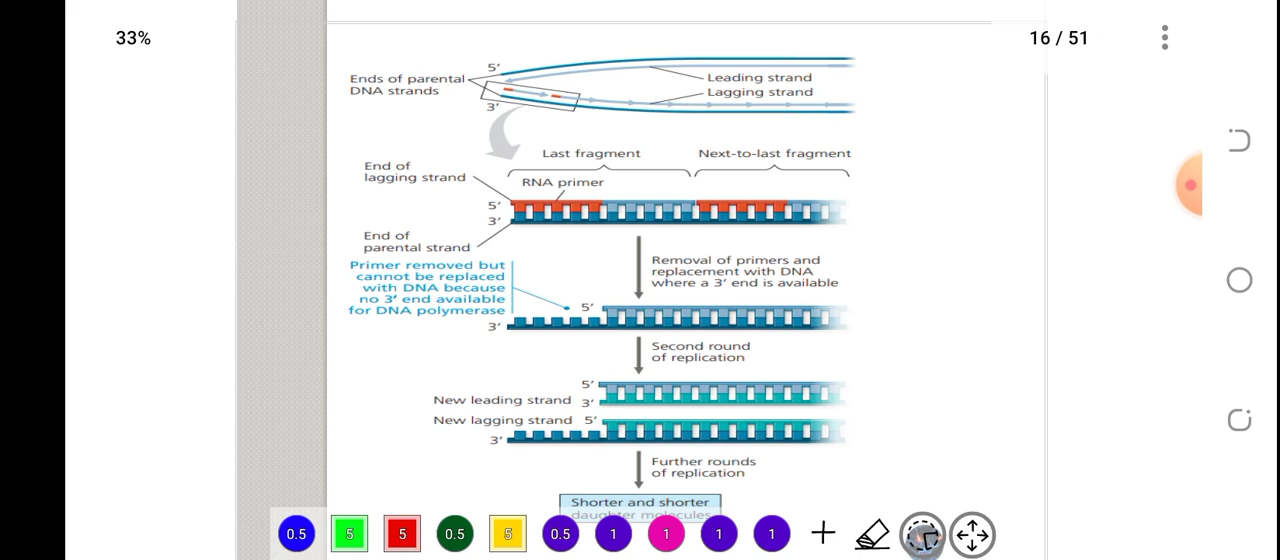 33%
16 / 51
5’
Ends of parental
DNA strands
3’
Leading strand
Lagging strand
Last fragment
Next-to-last fragment
End of
lagging strand
RNA primer
5’
3’
End of
parental strand
Primer removed but
cannot be replaced
with DNA because
no 3’ end available
for DNA polymerase
Removal of primers and
replacement with DNA
where a 3’ end is available
5’
3’
Second round
of replication
5’
New leading strand 3’
New lagging strand 5’
3’
Further rounds
of replication
Shorter and shorter
daughter molecules
0.5 5 5 0.5 5 0.5 1 1 1 1